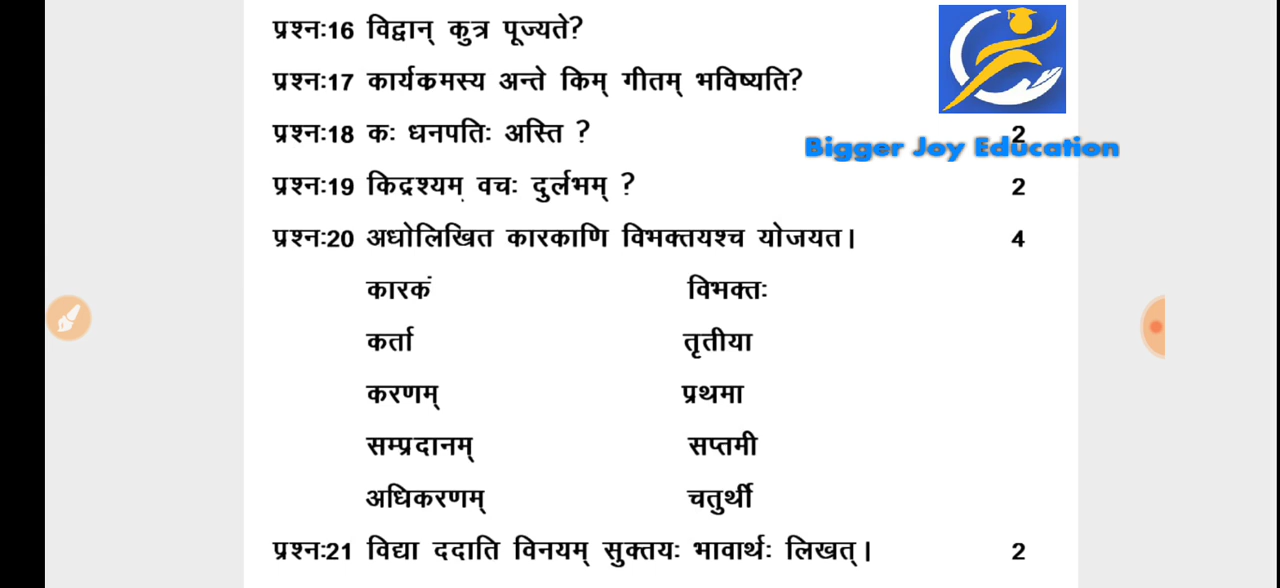 प्रश्नः16 विद्वान् कुत्र पूज्यते?
प्रश्नः17 कार्यकमस्य अन्ते किम् गीतम् भविष्यति?
प्रश्नः18 कः धनपतिः अस्ति ? 2
Bigger Joy Education
प्रश्नः19 किद्रश्यम् वचः दुर्लभम् ? 2
प्रश्नः20 अधोलिखित कारकाणि विभक्तयश्च योजयत। 4
कारकं विभक्तः
कर्ता तृतीया
करणम् प्रथमा
सम्प्रदानम् सप्तमी
अधिकरणम् चतुर्थी
प्रश्नः21 विद्या ददाति विनयम् सुक्तयः भावार्थः लिखत्। 2